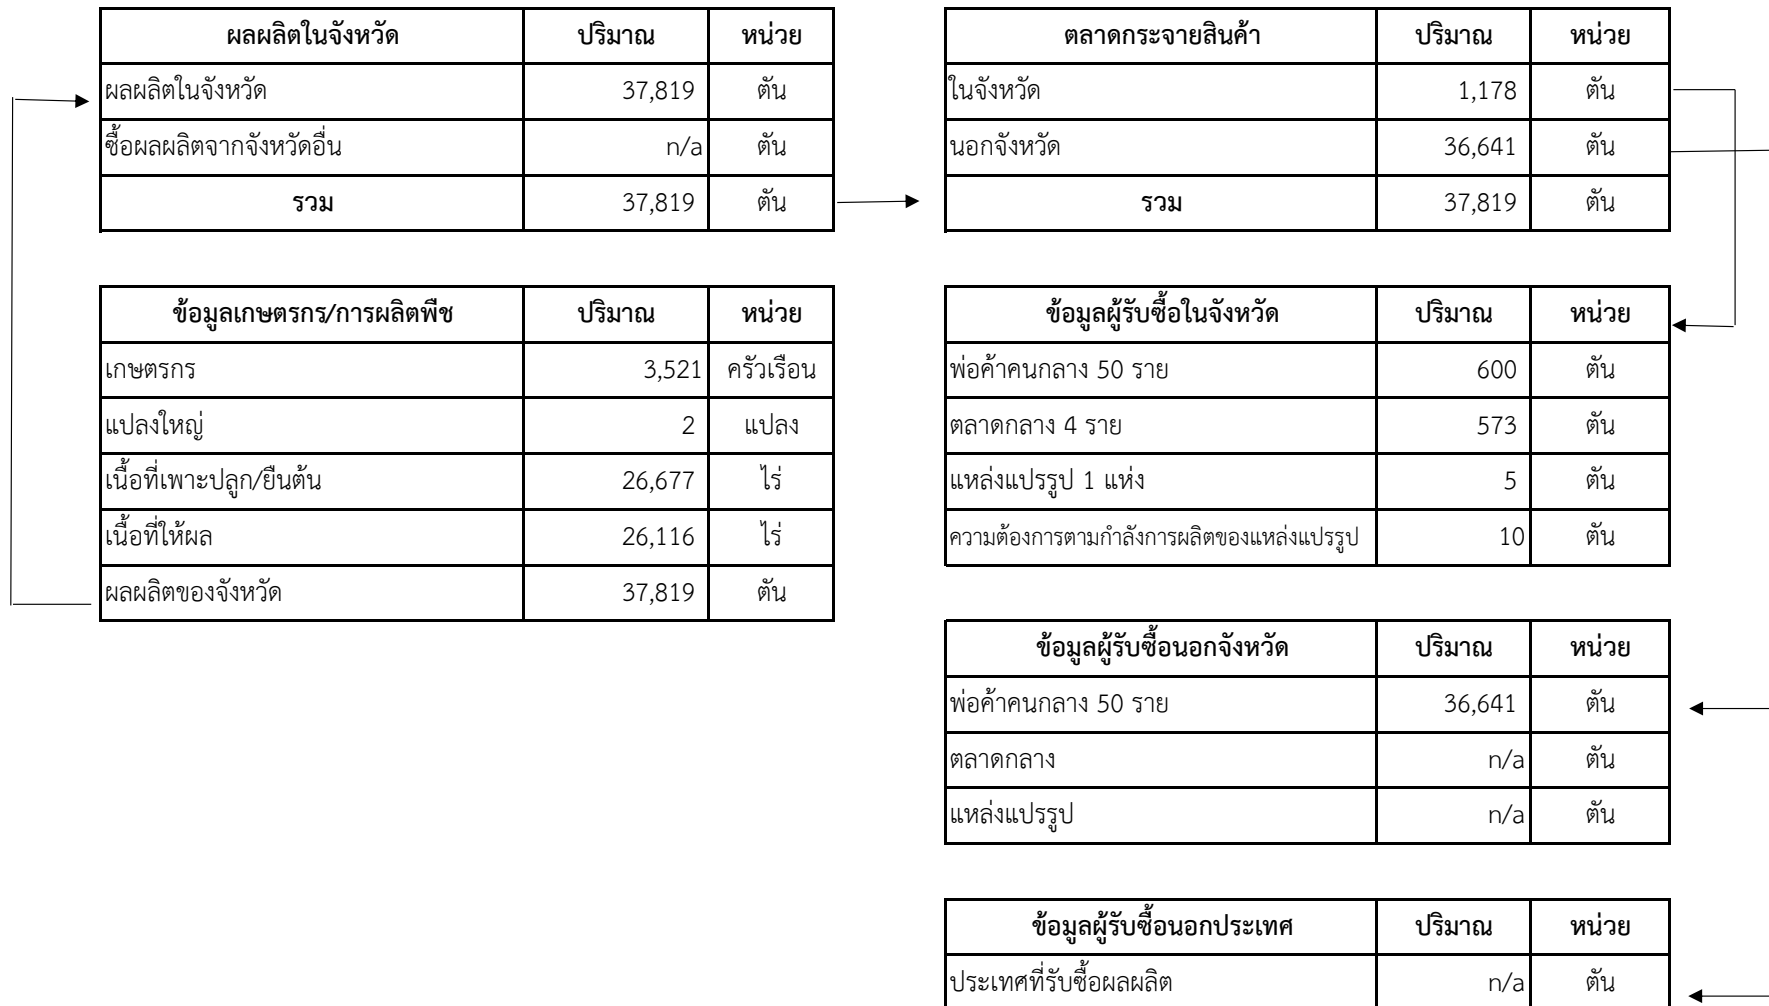 ผลผลิตในจังหวัด ปริมาณ หน่วย
ผลผลิตในจังหวัด 37,819 ตัน
ซื้อผลผลิตจากจังหวัดอื่น n/a ตัน
รวม 37,819 ตัน
ข้อมูลเกษตรกร/การผลิตพืช ปริมาณ หน่วย
เกษตรกร 3,521 ครัวเรือน
แปลงใหญ่ 2 แปลง
เนื้อที่เพาะปลูก/ยืนต้น 26,677 ไร่
เนื้อที่ให้ผล 26,116 ไร่
ผลผลิตของจังหวัด 37,819 ตัน
ตลาดกระจายสินค้า ปริมาณ หน่วย
ในจังหวัด 1,178 ตัน
นอกจังหวัด 36,641 ตัน
รวม 37,819 ตัน
ข้อมูลผู้รับซื้อในจังหวัด ปริมาณ หน่วย
พ่อค้าคนกลาง 50 ราย 600 ตัน
ตลาดกลาง 4 ราย 573 ตัน
แหล่งแปรรูป 1 แห่ง 5 ตัน
ความต้องการตามกำลังการผลิตของแหล่งแปรรูป 10 ตัน
ข้อมูลผู้รับซื้อนอกจังหวัด ปริมาณ หน่วย
พ่อค้าคนกลาง 50 ราย 36,641 ตัน
ตลาดกลาง n/a ตัน
แหล่งแปรรูป n/a ตัน
ข้อมูลผู้รับซื้อนอกประเทศ ปริมาณ หน่วย
ประเทศที่รับซื้อผลผลิต n/a ตัน